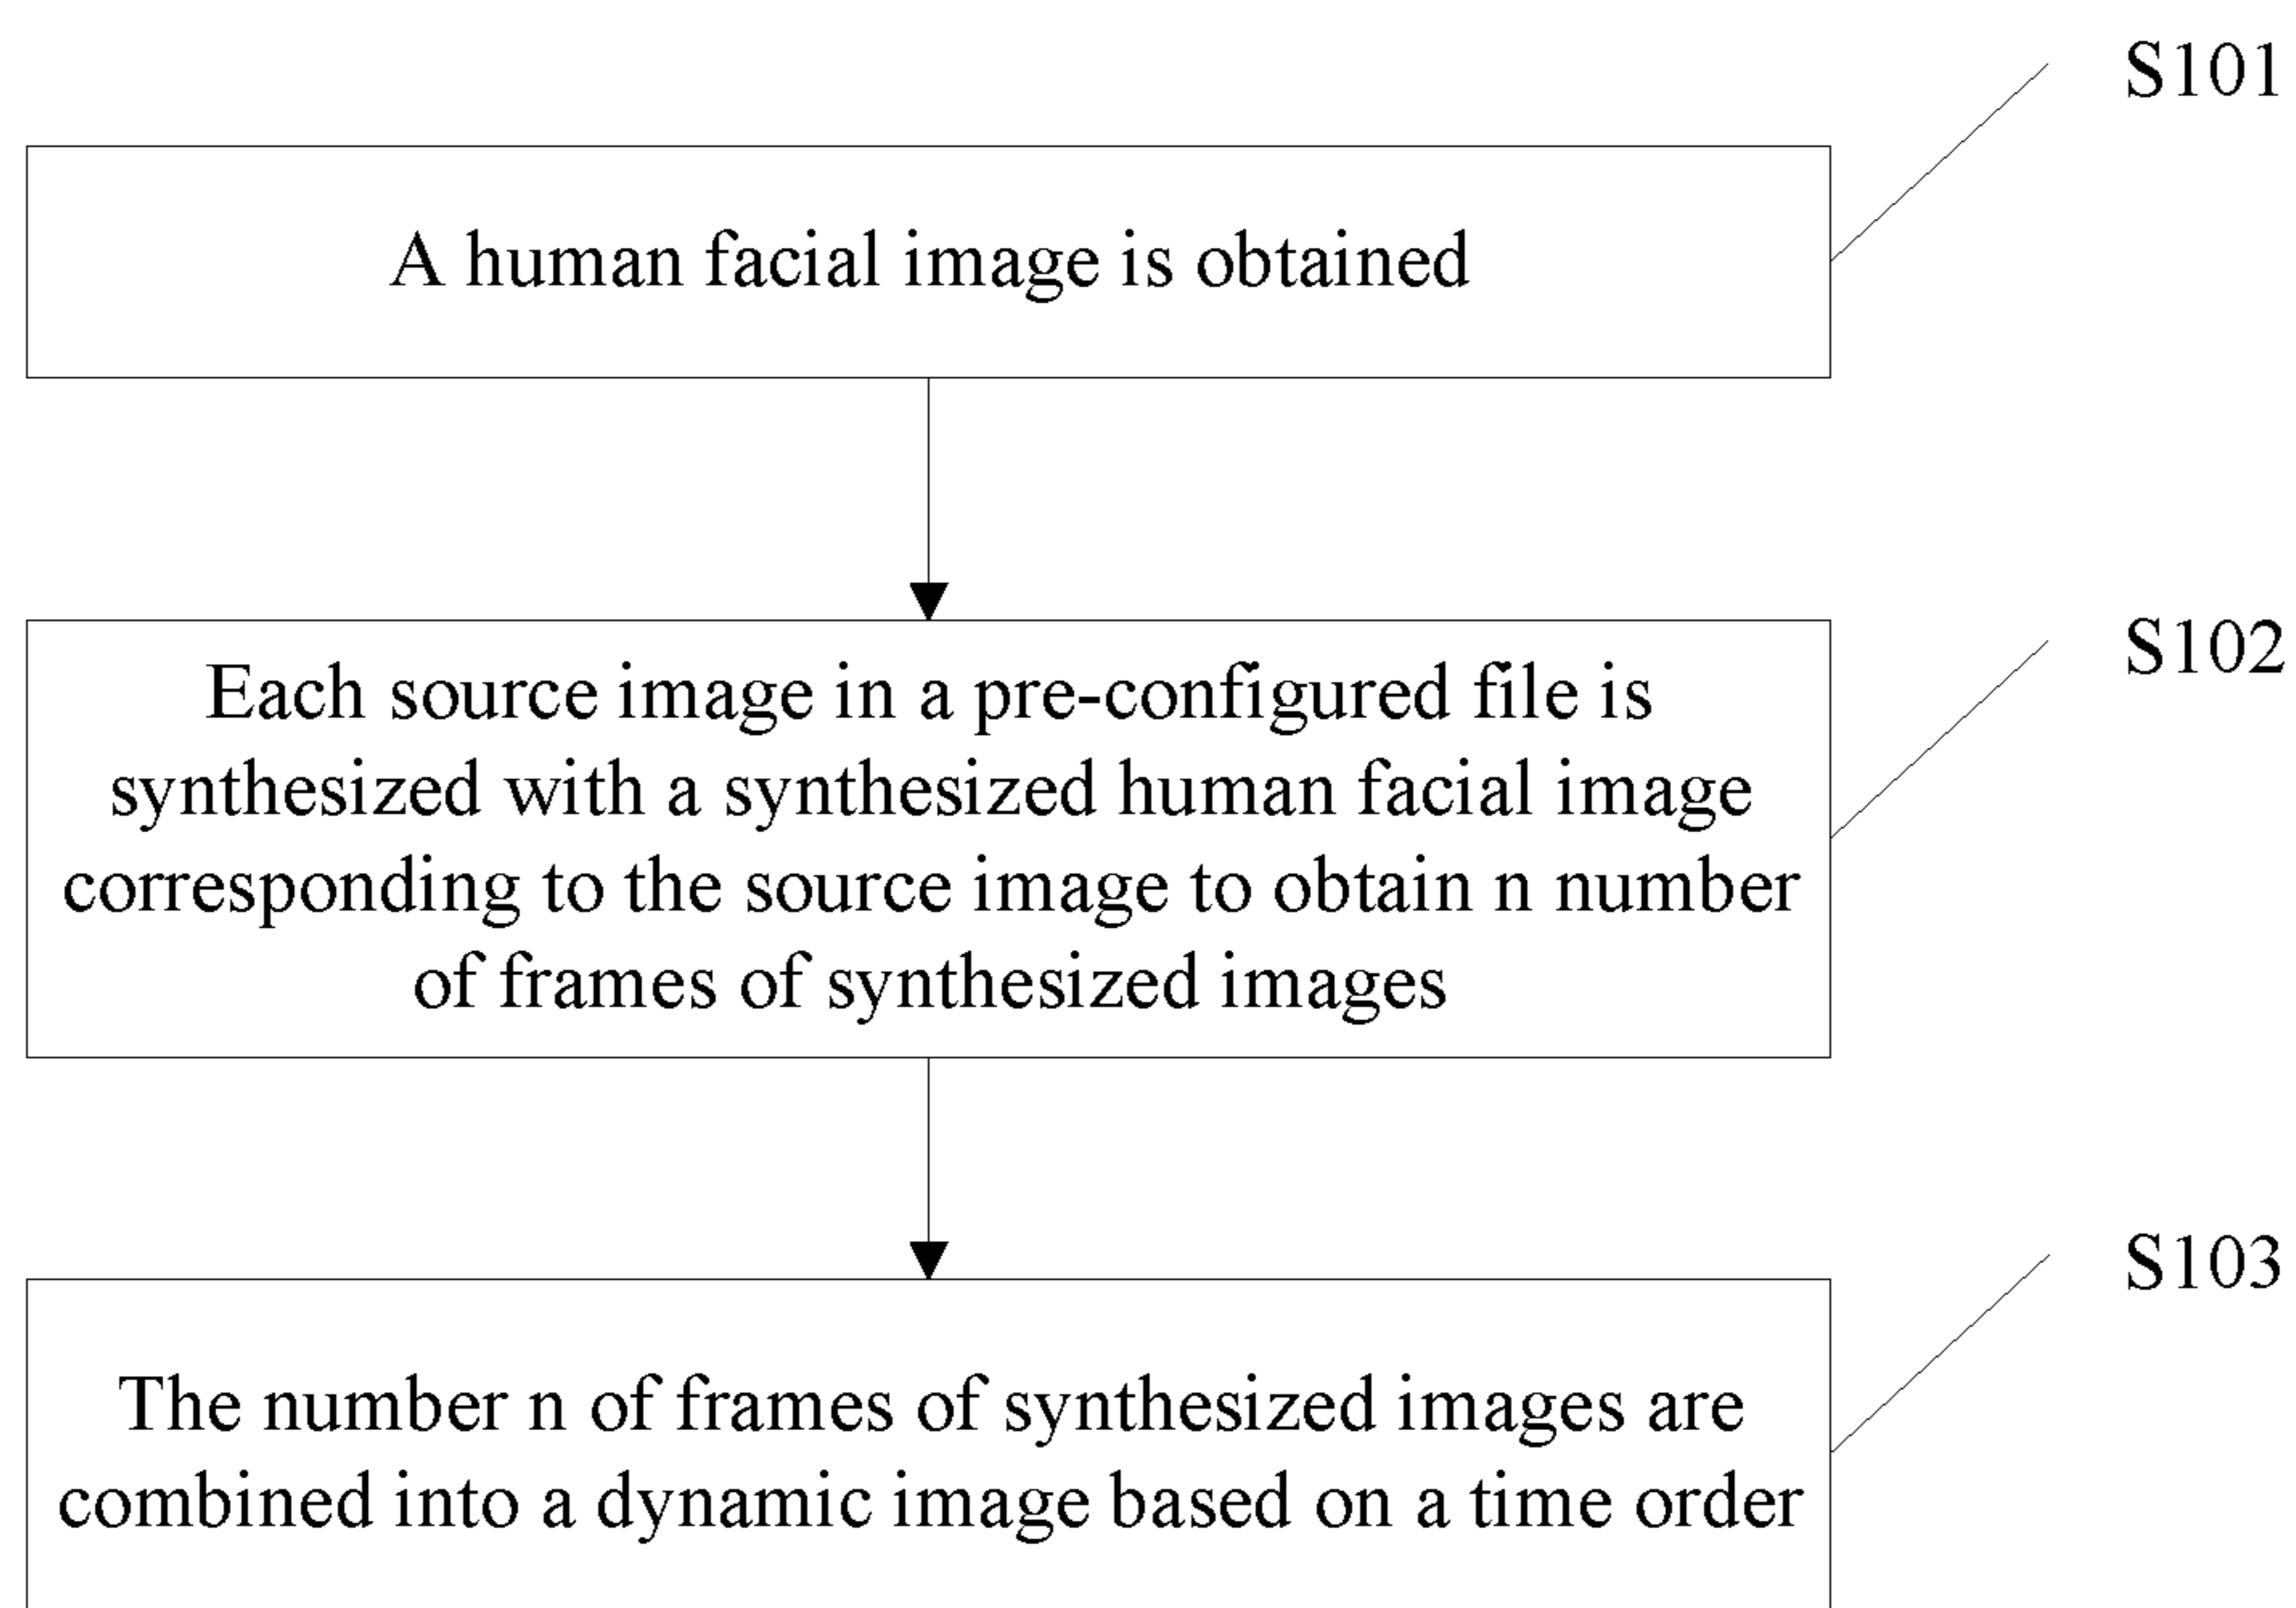 S101
A human facial image is obtained
S102
Each source image in a pre-configured file is
synthesized with a synthesized human facial image
corresponding to the source image to obtain n number
of frames of synthesized images
S103
The number n of frames of synthesized images are
combined into a dynamic image based on a time order